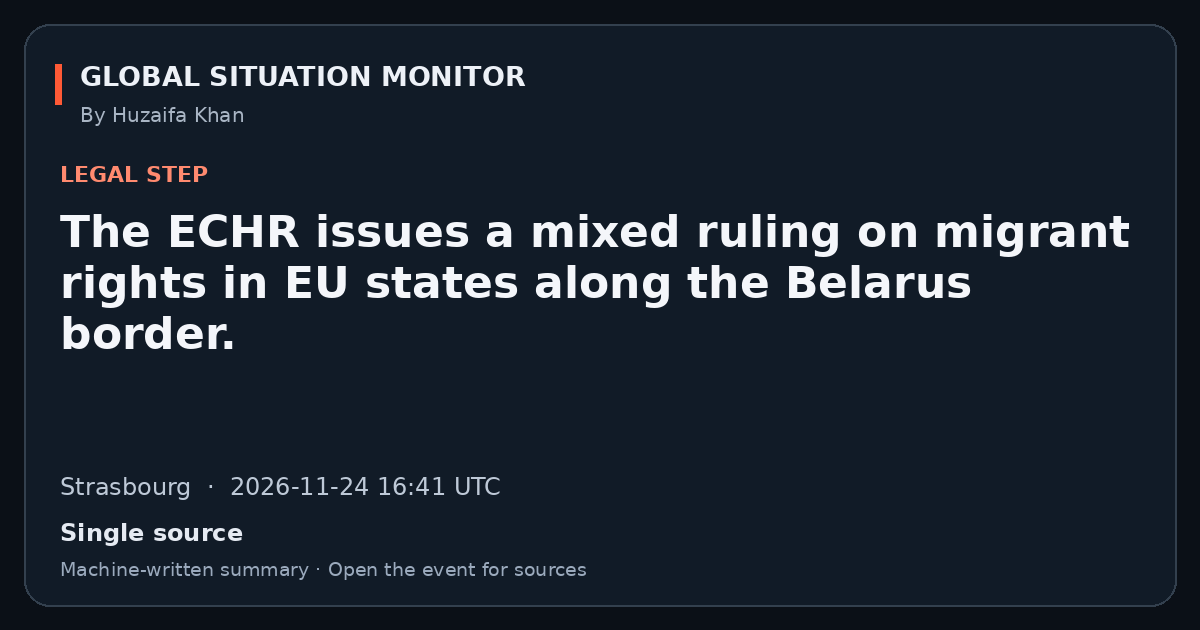 GLOBAL SITUATION MONITOR
By Huzaifa Khan
LEGAL STEP
The ECHR issues a mixed ruling on migrant
rights in EU states along the Belarus
border.
Strasbourg · 2026-11-24 16:41 UTC
Single source
Machine-written summary · Open the event for sources